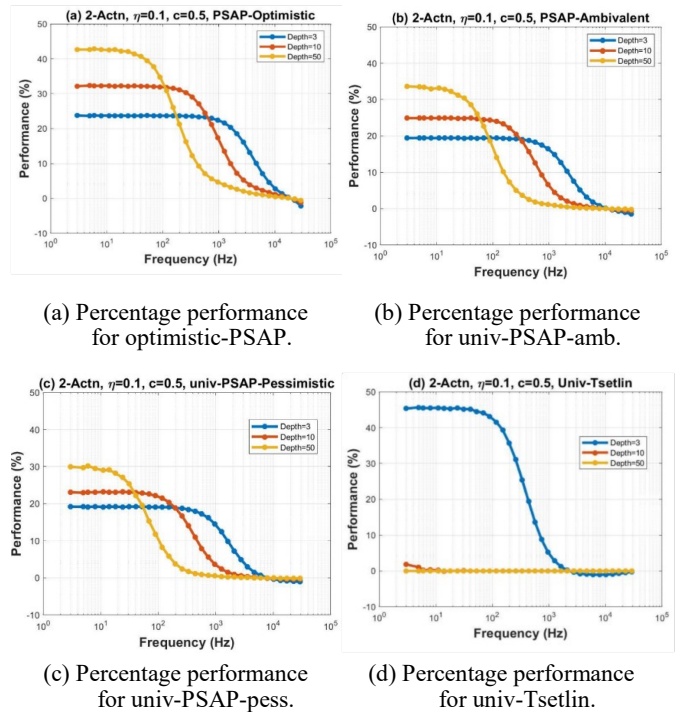 (a) 2-Actn, η=0.1, c=0.5, PSAP-Optimistic
Depth=3
Depth=10
Depth=50
Performance (%)
50
40
30
20
10
0
-10
10^0
10^1
10^2
10^3
10^4
10^5
Frequency (Hz)
(a) Percentage performance
for optimistic-PSAP.
(b) 2-Actn, η=0.1, c=0.5, PSAP-Ambivalent
Depth=3
Depth=10
Depth=50
Performance (%)
50
40
30
20
10
0
-10
10^0
10^1
10^2
10^3
10^4
10^5
Frequency (Hz)
(b) Percentage performance
for univ-PSAP-amb.
(c) 2-Actn, η=0.1, c=0.5, univ-PSAP-Pessimistic
Depth=3
Depth=10
Depth=50
Performance (%)
50
40
30
20
10
0
-10
10^0
10^1
10^2
10^3
10^4
10^5
Frequency (Hz)
(c) Percentage performance
for univ-PSAP-pess.
(d) 2-Actn, η=0.1, c=0.5, Univ-Tsetlin
Depth=3
Depth=10
Depth=50
Performance (%)
50
40
30
20
10
0
-10
10^0
10^1
10^2
10^3
10^4
10^5
Frequency (Hz)
(d) Percentage performance
for univ-Tsetlin.